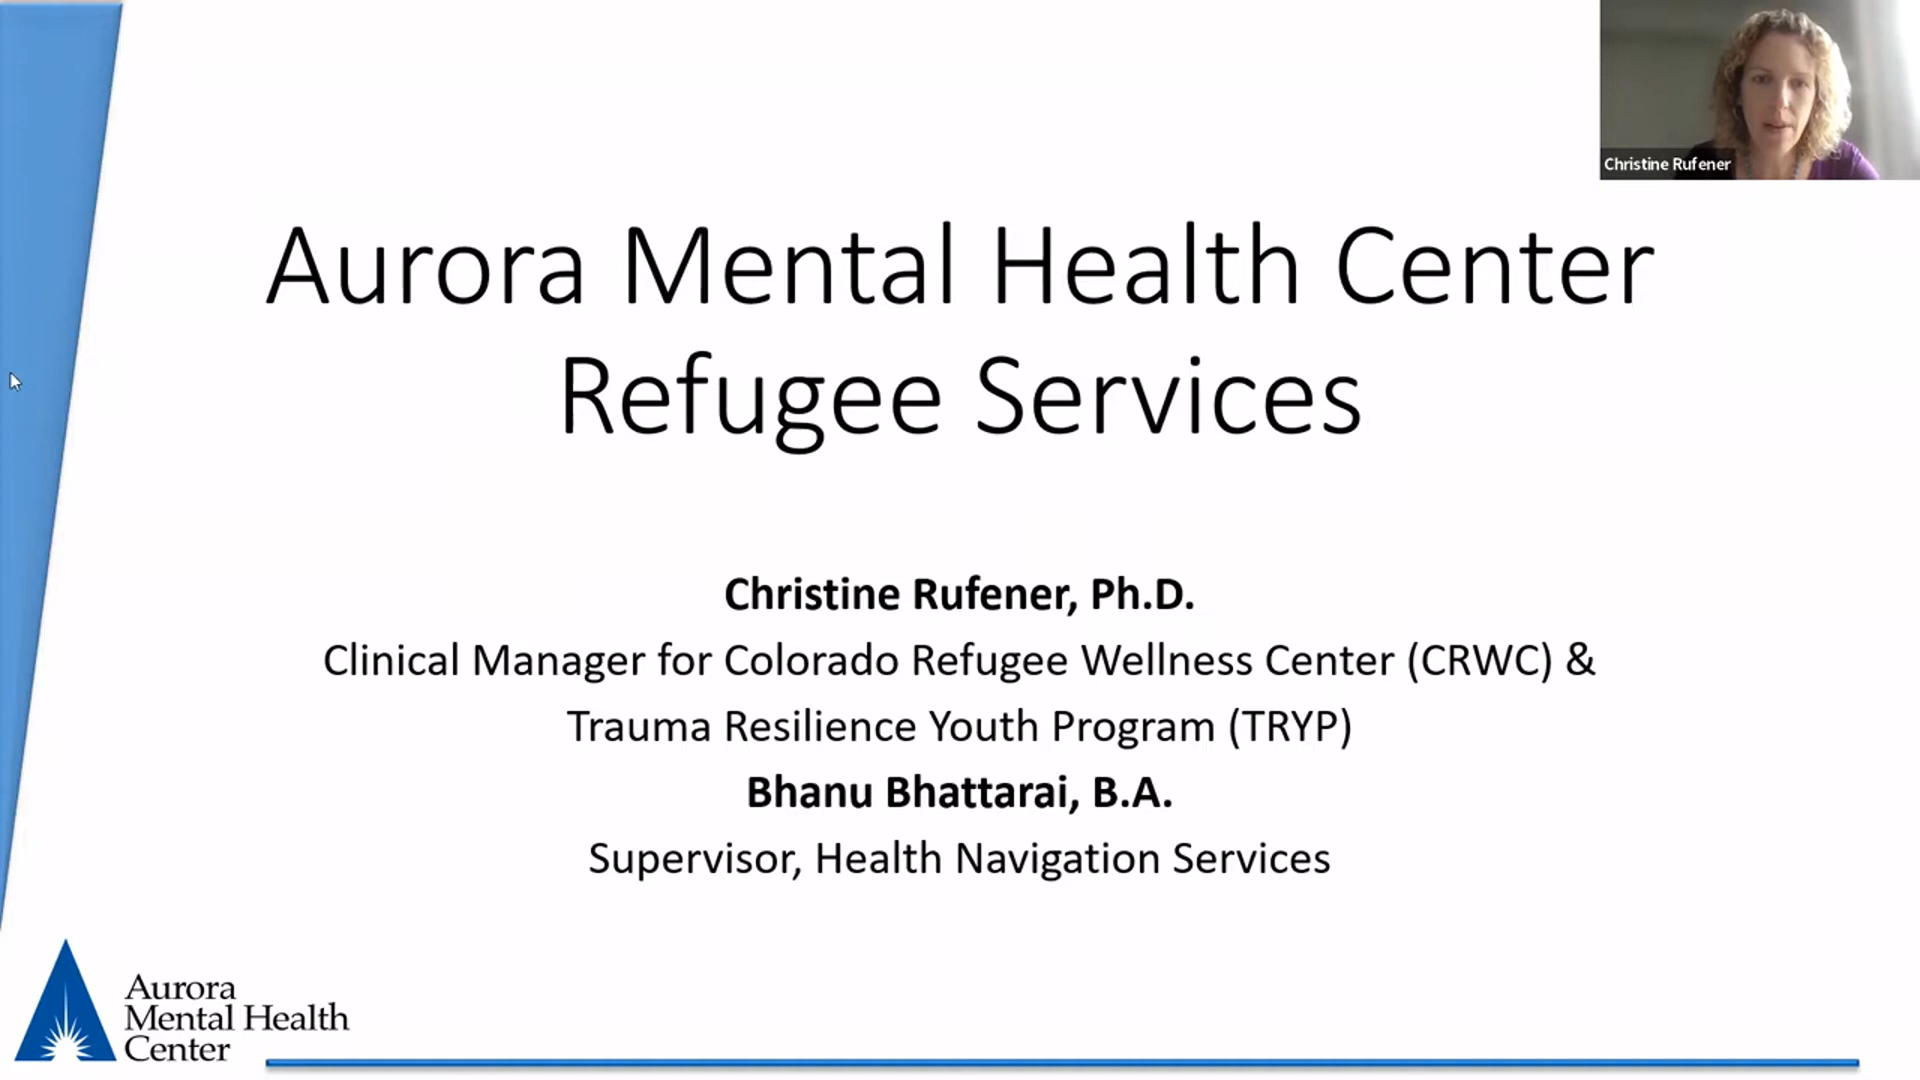 Christine Rufener
Aurora Mental Health Center
Refugee Services
Christine Rufener, Ph.D.
Clinical Manager for Colorado Refugee Wellness Center (CRWC) &
Trauma Resilience Youth Program (TRYP)
Bhanu Bhattarai, B.A.
Supervisor, Health Navigation Services
Aurora
Mental Health
Center